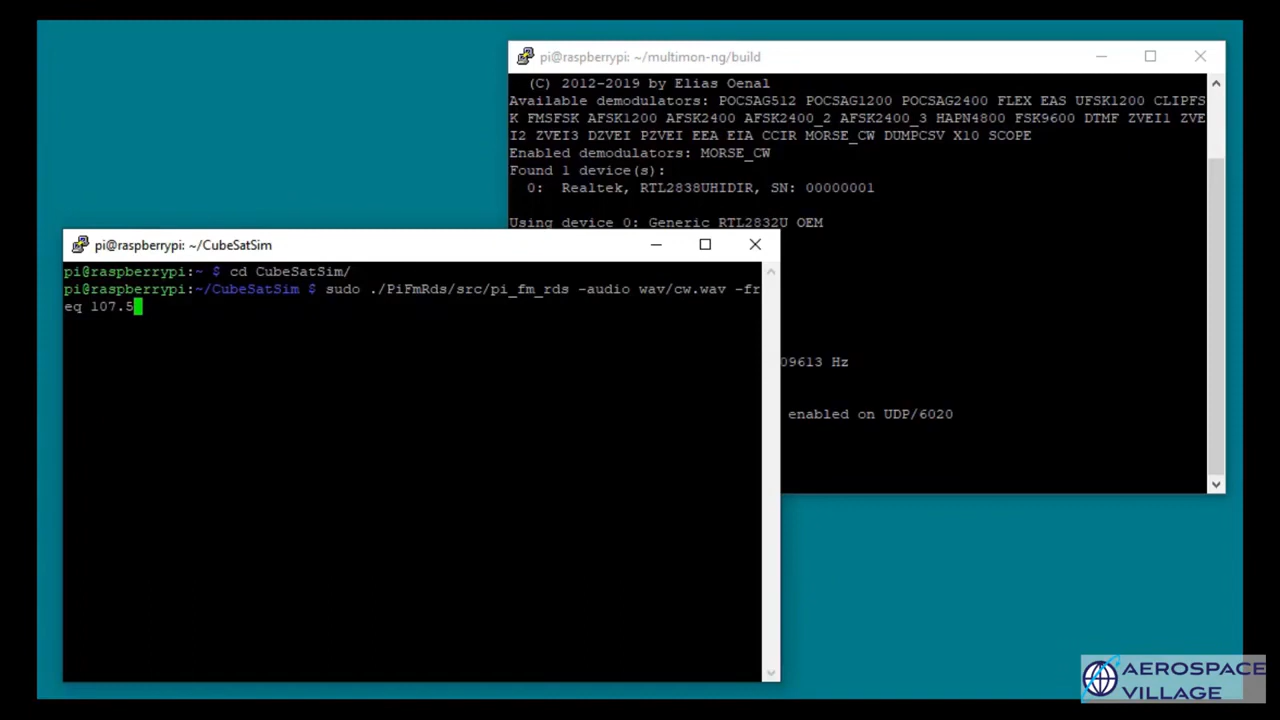 pi@raspberrypi: ~/multimon-ng/build
(C) 2012-2019 by Elias Oenal
Available demodulators: POCSAG512 POCSAG1200 POCSAG2400 FLEX EAS UFSK1200 CLIPFS
K FMSFSK AFSK1200 AFSK2400 AFSK2400_2 AFSK2400_3 HAPN4800 FSK9600 DTMF ZVEI1 ZVE
I2 ZVEI3 DZVEI PZVEI EEA EIA CCIR MORSE_CW DUMPCSV X10 SCOPE
Enabled demodulators: MORSE_CW
Found 1 device(s):
0: Realtek, RTL2838UHIDIR, SN: 00000001
Using device 0: Generic RTL2832U OEM
09613 Hz
enabled on UDP/6020
pi@raspberrypi: ~/CubeSatSim
pi@raspberrypi:~ $ cd CubeSatSim/
pi@raspberrypi:~/CubeSatSim $ sudo ./PiFmRds/src/pi_fm_rds -audio wav/cw.wav -fr
eq 107.5
AEROSPACE
VILLAGE